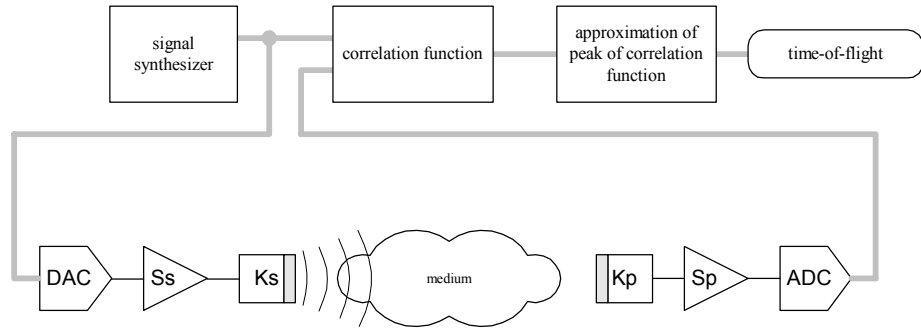 signal
synthesizer
correlation function
approximation of
peak of correlation
function
time-of-flight
DAC
Ss
Ks
medium
Kp
Sp
ADC